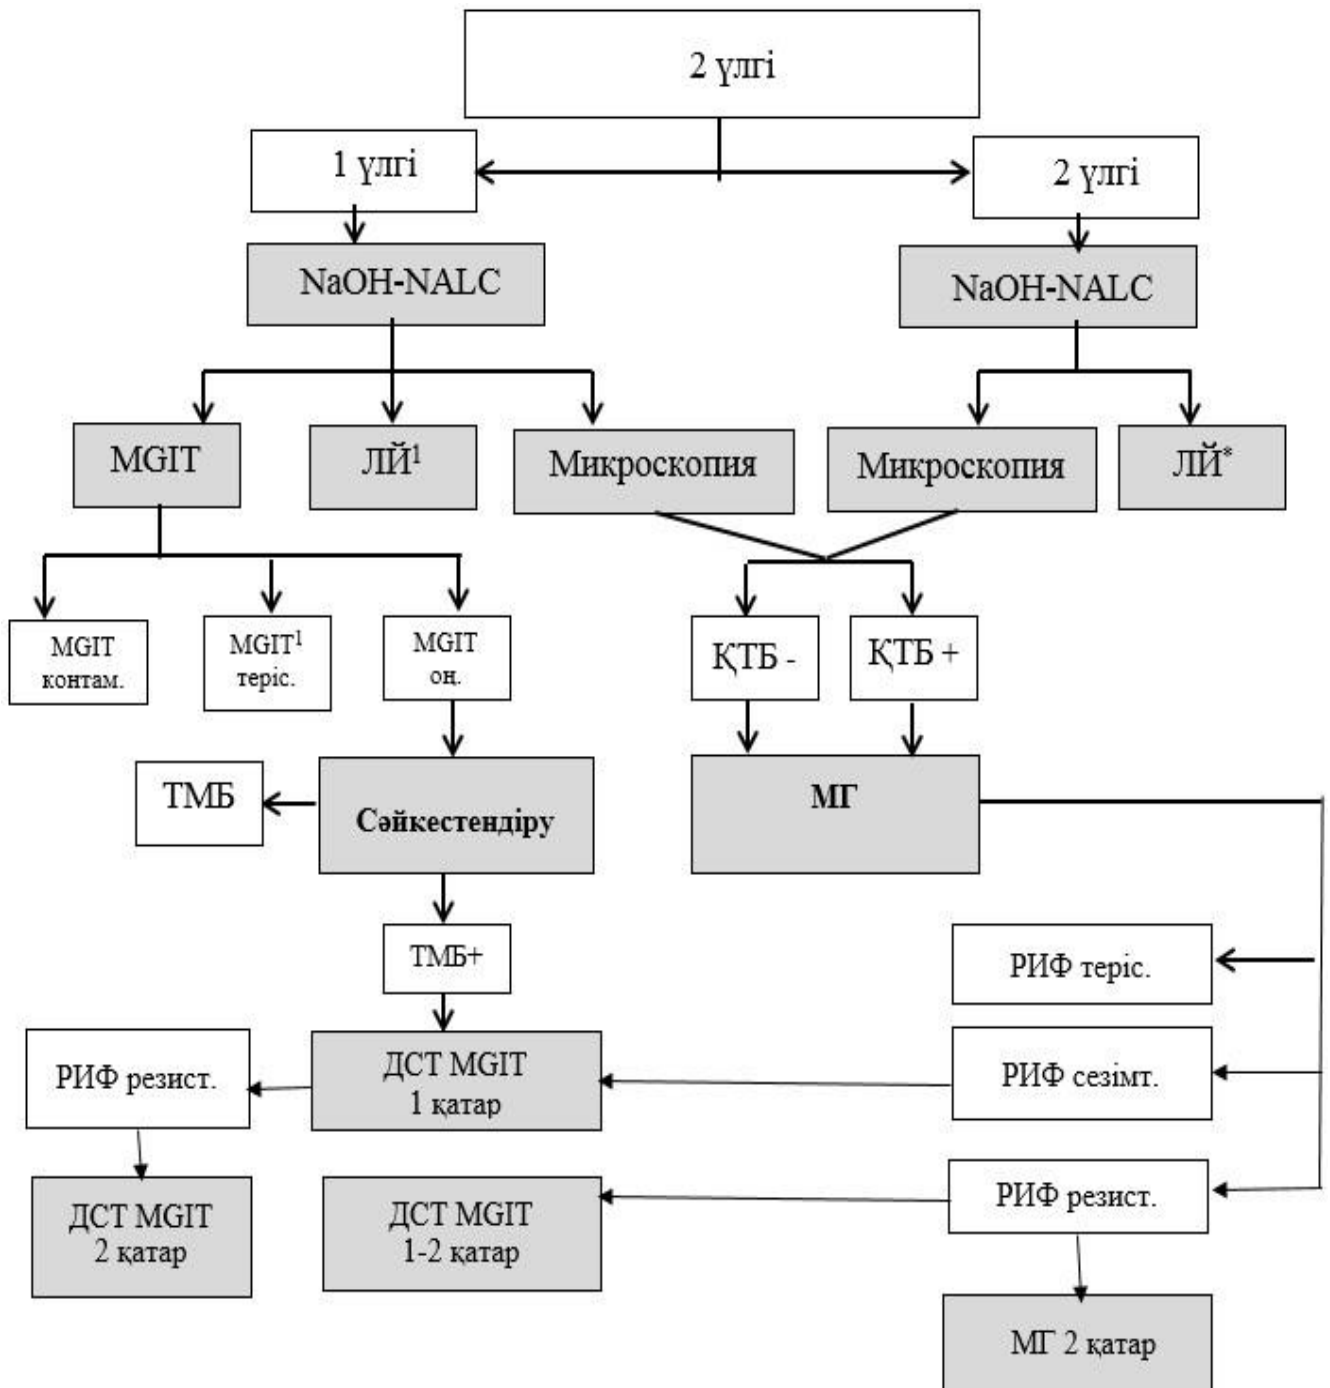 2 үлгі
1 үлгі
2 үлгі
NaOH-NALC
NaOH-NALC
MGIT
ЛЙ¹
Микроскопия
Микроскопия
ЛЙ*
MGIT
контам.
MGIT¹
теріс.
MGIT
оң.
ҚТБ -
ҚТБ +
ТМБ
Сәйкестендіру
МГ
ТМБ+
РИФ теріс.
РИФ резист.
ДСТ MGIT
1 қатар
РИФ сезімт.
ДСТ MGIT
2 қатар
ДСТ MGIT
1-2 қатар
РИФ резист.
МГ 2 қатар